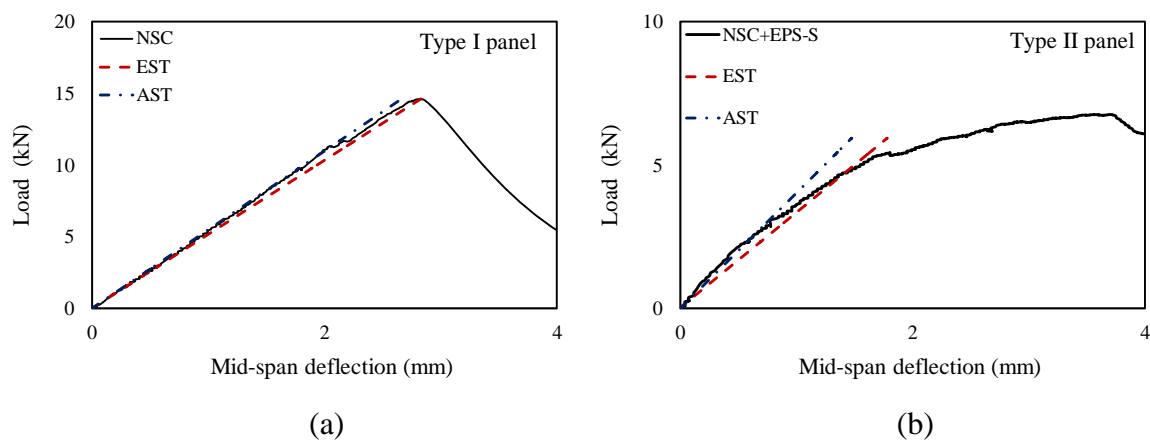 20
15
10
5
0
Load (kN)
NSC
EST
AST
Type I panel
0
2
4
Mid-span deflection (mm)
(a)
10
5
0
Load (kN)
NSC+EPS-S
EST
AST
Type II panel
0
2
4
Mid-span deflection (mm)
(b)